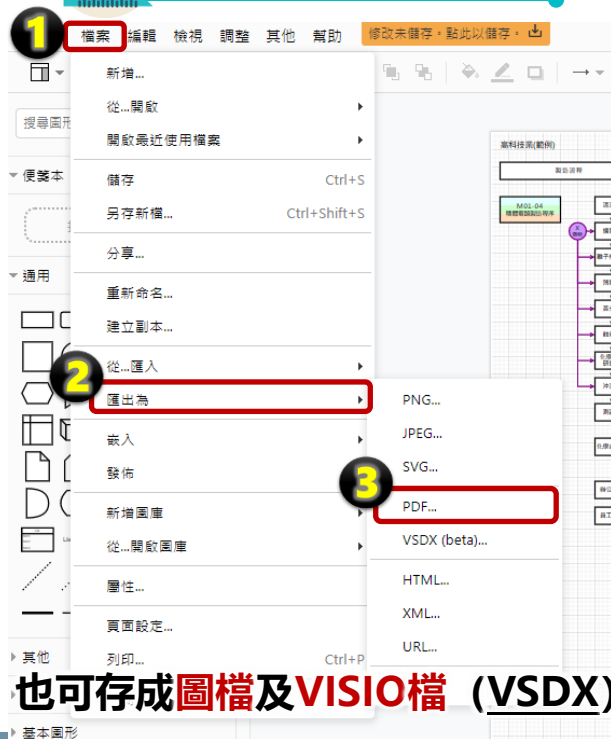 1
檔案 編輯 檢視 調整 其他 幫助 修改未儲存。點此以儲存。
新增...
從...開啟
搜尋圖形
開啟最近使用檔案
高科技業(範例)
製造流程
便箋本
儲存 Ctrl+S
另存新檔... Ctrl+Shift+S
M01-04
分享...
通用
重新命名...
建立副本...
2
從...匯入
匯出為
PNG...
嵌入
JPEG...
發佈
SVG...
3
新增圖庫
PDF...
從...開啟圖庫
VSDX (beta)...
屬性...
HTML...
頁面設定...
XML...
其他
列印... Ctrl+P
URL...
也可存成圖檔及VISIO檔 (VSDX)
基本圖形